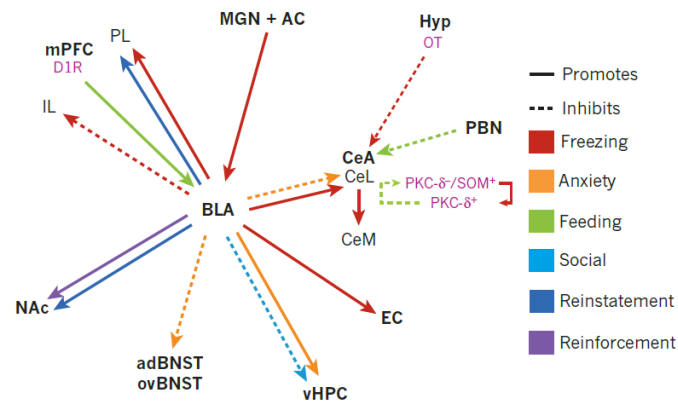 MGN + AC
Hyp
OT
PL
mPFC
D1R
IL
PBN
CeA
CeL
PKC-δ⁻/SOM⁺
PKC-δ⁺
BLA
CeM
NAc
EC
adBNST
ovBNST
vHPC
Promotes
Inhibits
Freezing
Anxiety
Feeding
Social
Reinstatement
Reinforcement